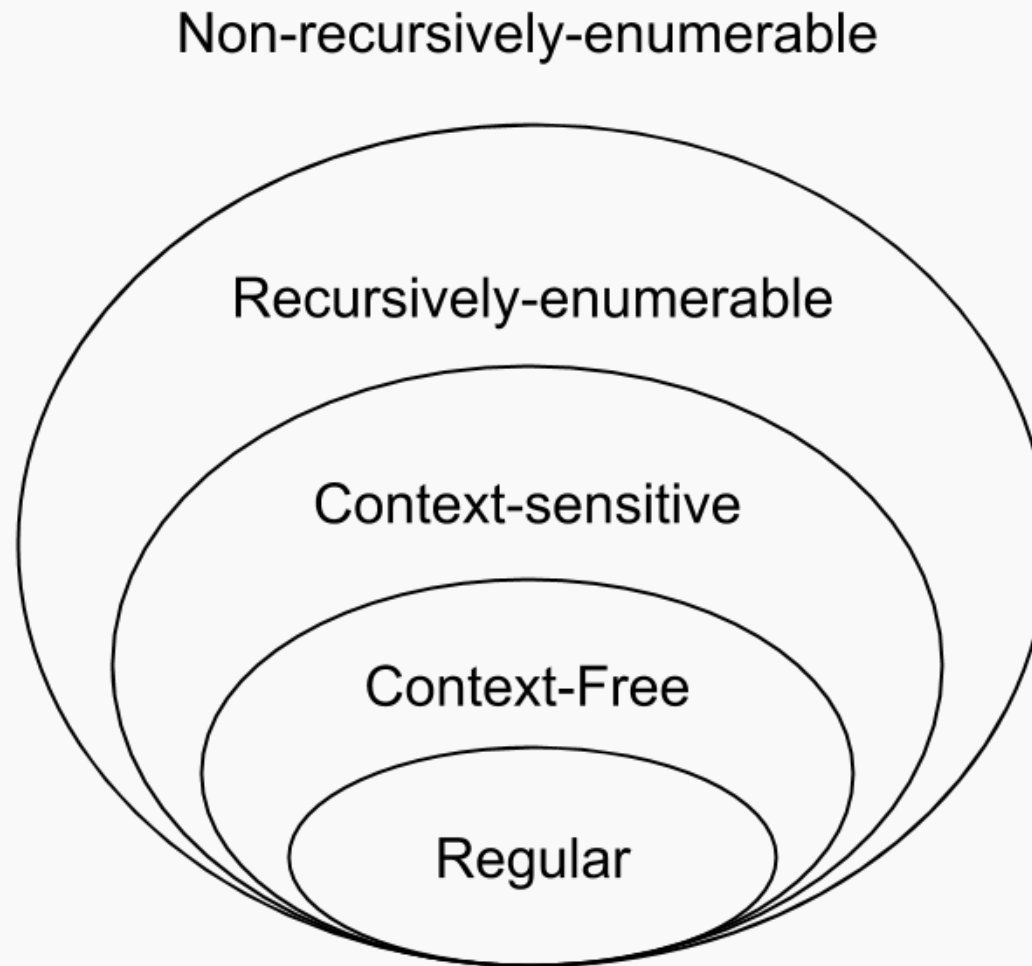 Non-recursively-enumerable
Recursively-enumerable
Context-sensitive
Context-Free
Regular